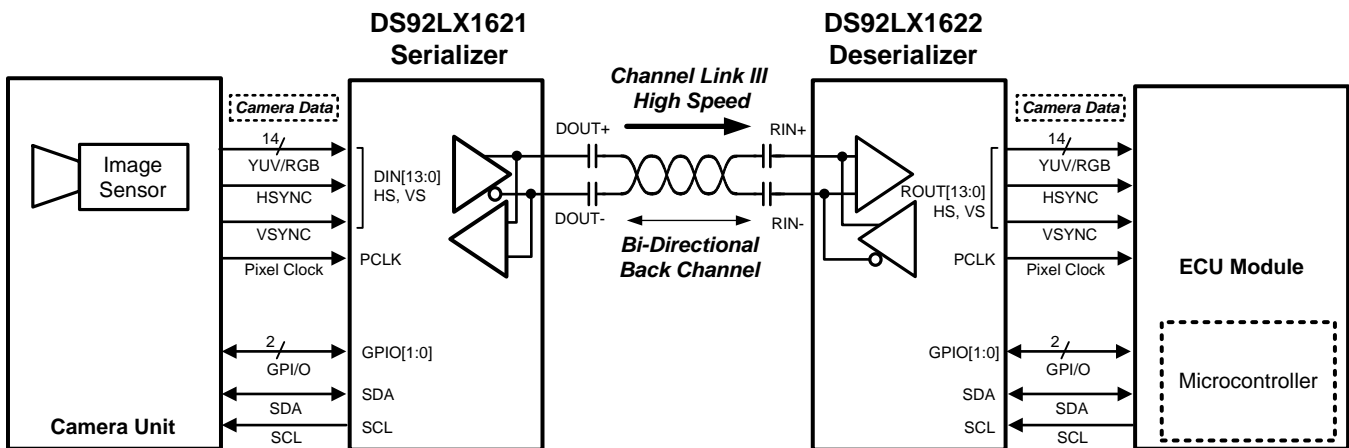 DS92LX1621
Serializer
DS92LX1622
Deserializer
Channel Link III
High Speed
Camera Data
14
YUV/RGB
HSYNC
VSYNC
Pixel Clock
2
GPI/O
SDA
SCL
Image
Sensor
Camera Unit
DIN[13:0]
HS, VS
PCLK
GPIO[1:0]
SDA
SCL
DOUT+
DOUT-
RIN+
RIN-
Bi-Directional
Back Channel
ROUT[13:0]
HS, VS
PCLK
GPIO[1:0]
SDA
SCL
Camera Data
14
YUV/RGB
HSYNC
VSYNC
Pixel Clock
2
GPI/O
SDA
SCL
ECU Module
Microcontroller